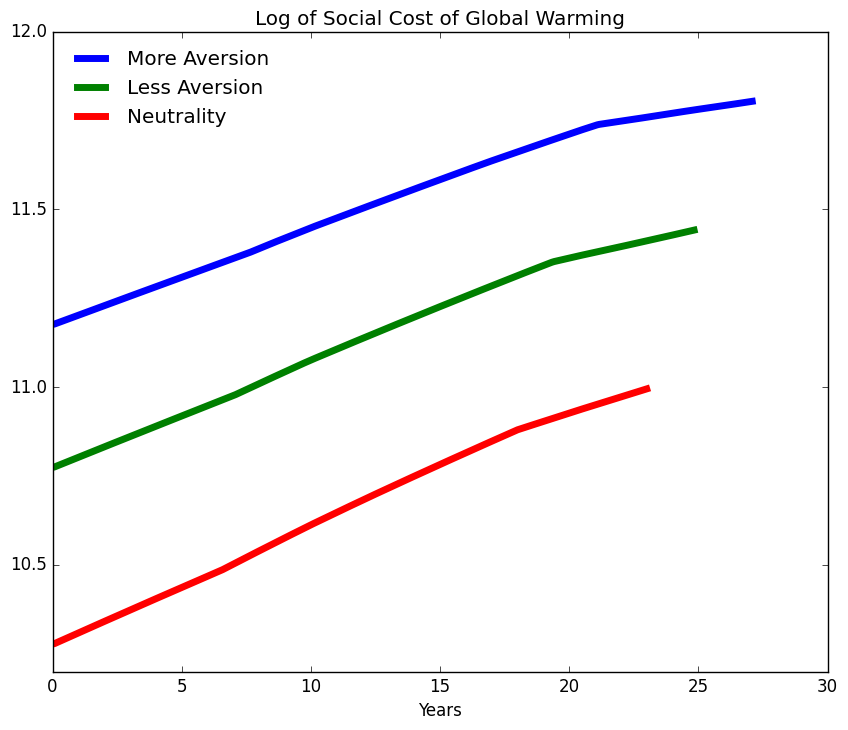 Log of Social Cost of Global Warming
12.0
More Aversion
Less Aversion
Neutrality
11.5
11.0
10.5
0 5 10 15 20 25 30
Years